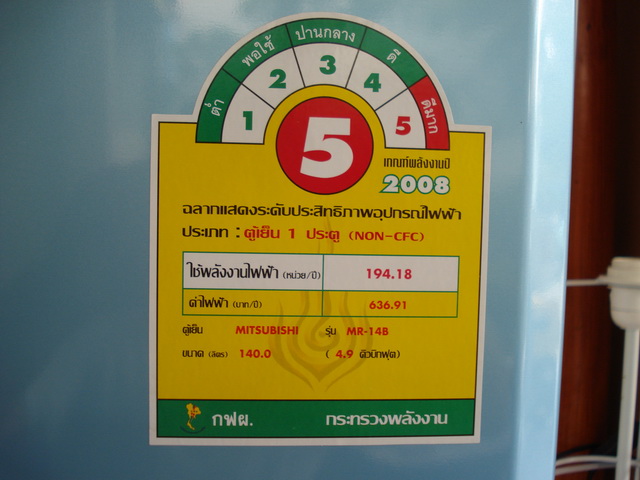 ต่ำ พอใช้ ปานกลาง ดี ดีมาก
1 2 3 4 5
5
เกณฑ์พลังงานปี
2008
ฉลากแสดงระดับประสิทธิภาพอุปกรณ์ไฟฟ้า
ประเภท : ตู้เย็น 1 ประตู (NON-CFC)
ใช้พลังงานไฟฟ้า (หน่วย/ปี) 194.18
ค่าไฟฟ้า (บาท/ปี) 636.91
ตู้เย็น MITSUBISHI รุ่น MR-14B
ขนาด (ลิตร) 140.0 ( 4.9 คิวบิกฟุต)
กฟผ. กระทรวงพลังงาน